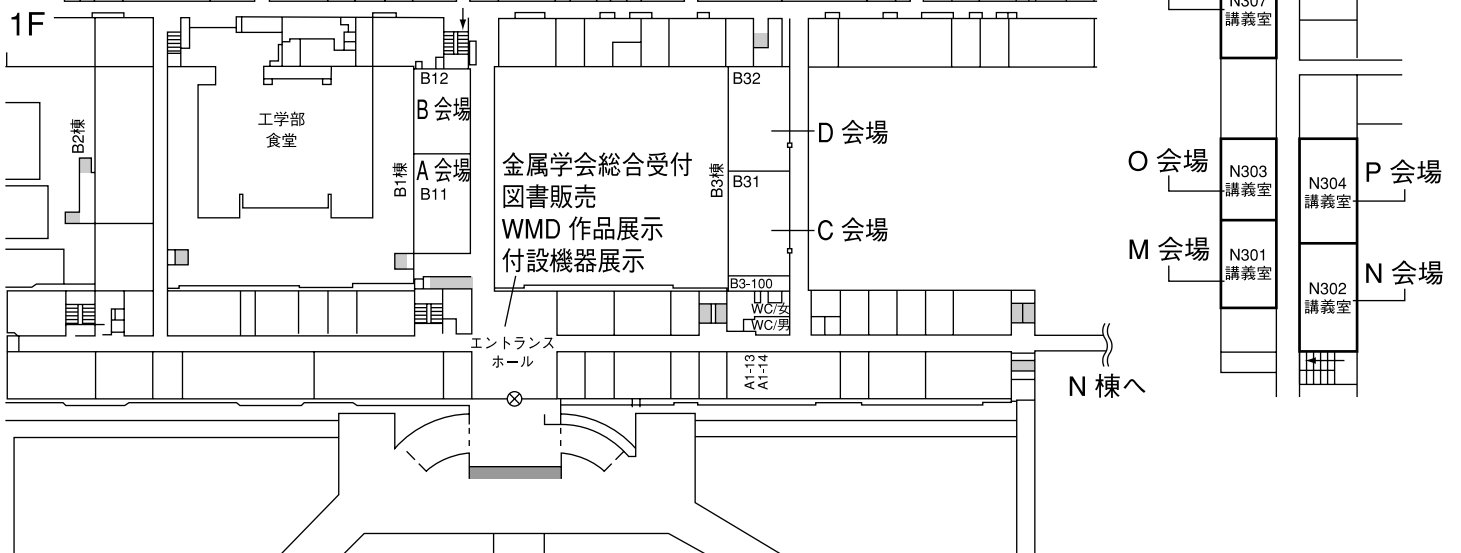 1F
B2棟
工学部
食堂
B1棟
B12
B 会場
A 会場
B11
金属学会総合受付
図書販売
WMD 作品展示
付設機器展示
エントランス
ホール
B3棟
B32
D 会場
B31
C 会場
B3-100
WC/女
WC/男
A1-13
A1-14
N 棟へ
N307
講義室
O 会場
N303
講義室
M 会場
N301
講義室
N304
講義室
P 会場
N302
講義室
N 会場